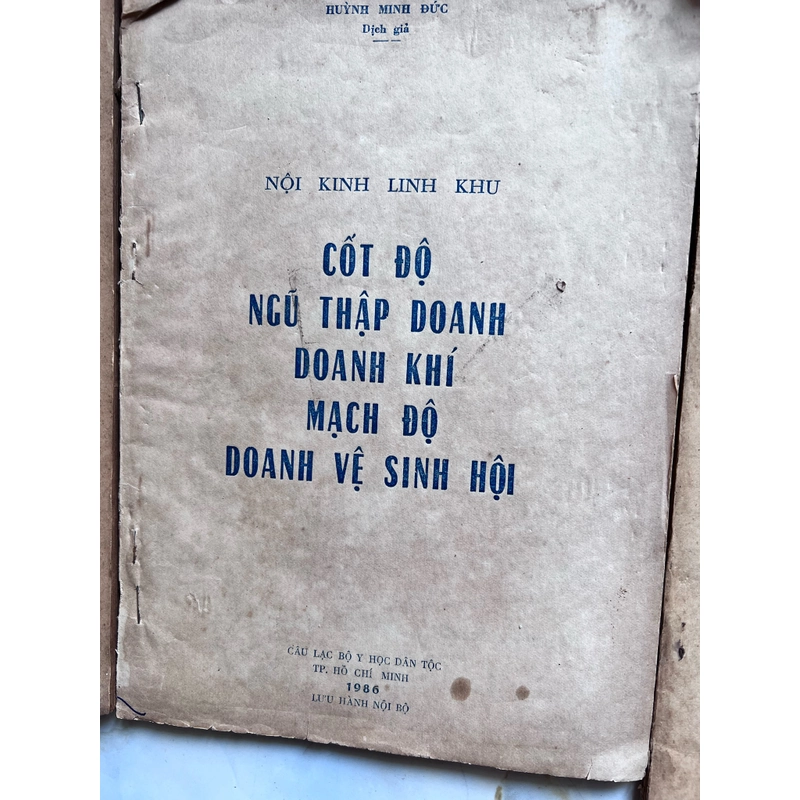 HUỲNH MINH ĐỨC
Dịch giả
NỘI KINH LINH KHU
CỐT ĐỘ
NGŨ THẬP DOANH
DOANH KHÍ
MẠCH ĐỘ
DOANH VỆ SINH HỘI
CÂU LẠC BỘ Y HỌC DÂN TỘC
TP. HỒ CHÍ MINH
1986
LƯU HÀNH NỘI BỘ